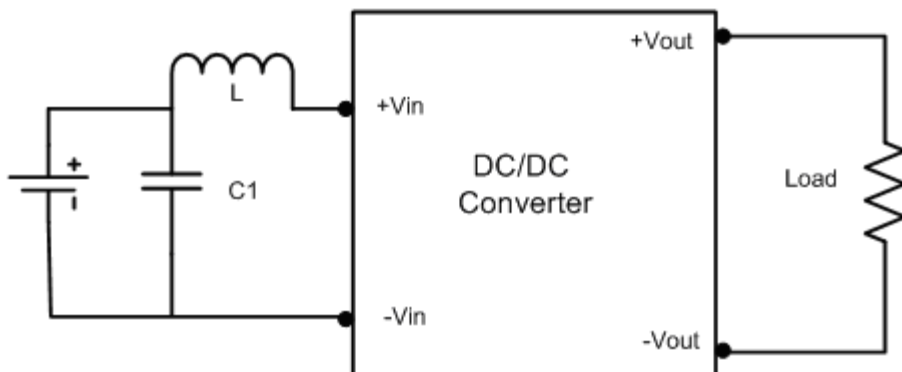 +Vout
L
+Vin
DC/DC
Converter
C1
Load
-Vin
-Vout
+
-